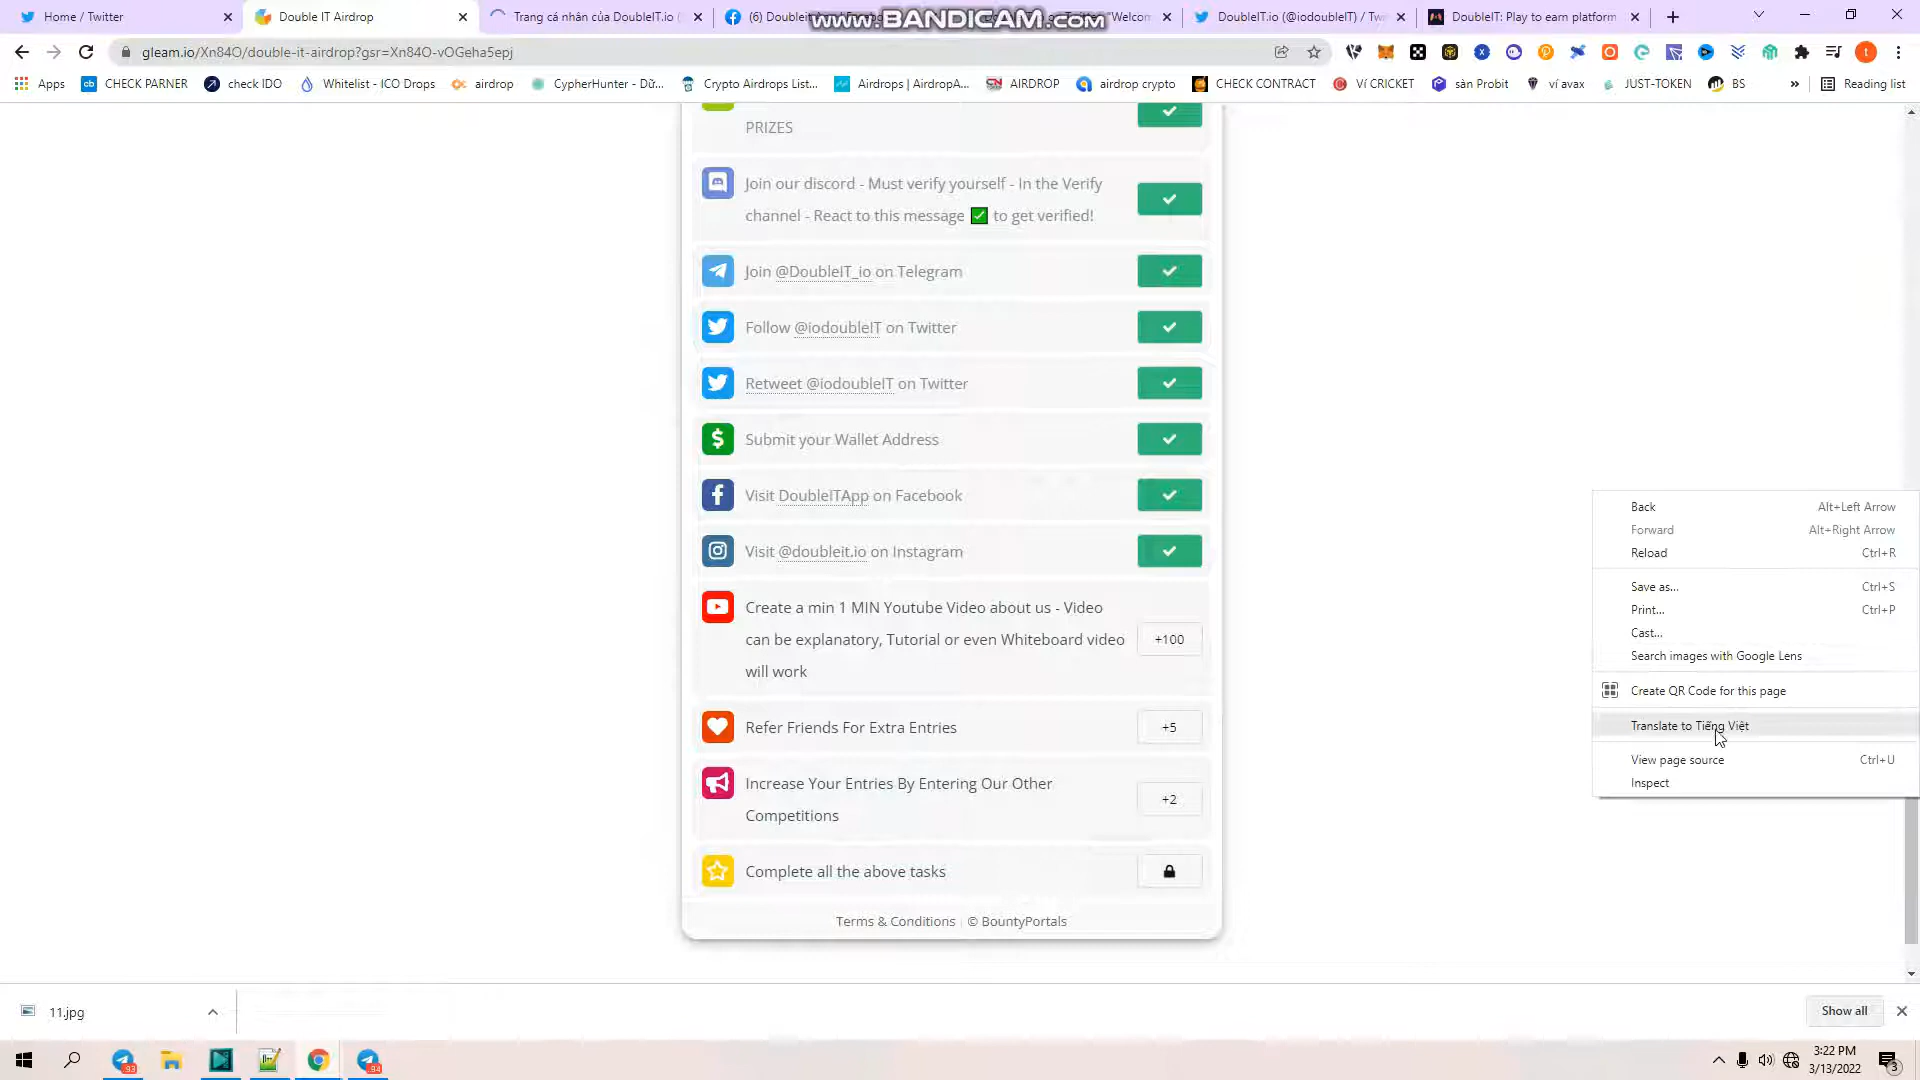 Home / Twitter
Double IT Airdrop
Trang cá nhân của DoubleIT.io (
DoubleIT.io (@iodoubleIT) / Tw
DoubleIT: Play to earn platform
WWW.BANDICAM.COM
gleam.io/Xn84O/double-it-airdrop?gsr=Xn84O-vOGeha5epj
Apps
CHECK PARNER
check IDO
Whitelist - ICO Drops
airdrop
CypherHunter - Dữ...
Crypto Airdrops List...
Airdrops | AirdropA...
AIRDROP
airdrop crypto
CHECK CONTRACT
Ví CRICKET
sàn Probit
ví avax
JUST-TOKEN
BS
Reading list
PRIZES
Join our discord - Must verify yourself - In the Verify
channel - React to this message ✅ to get verified!
Join @DoubleIT_io on Telegram
Follow @iodoubleIT on Twitter
Retweet @iodoubleIT on Twitter
Submit your Wallet Address
Visit DoubleITApp on Facebook
Visit @doubleit.io on Instagram
Create a min 1 MIN Youtube Video about us - Video
can be explanatory, Tutorial or even Whiteboard video
will work
+100
Refer Friends For Extra Entries
+5
Increase Your Entries By Entering Our Other
Competitions
+2
Complete all the above tasks
Terms & Conditions | © BountyPortals
Back Alt+Left Arrow
Forward Alt+Right Arrow
Reload Ctrl+R
Save as... Ctrl+S
Print... Ctrl+P
Cast...
Search images with Google Lens
Create QR Code for this page
Translate to Tiếng Việt
View page source Ctrl+U
Inspect
11.jpg
Show all
93
94
3:22 PM
3/13/2022
3